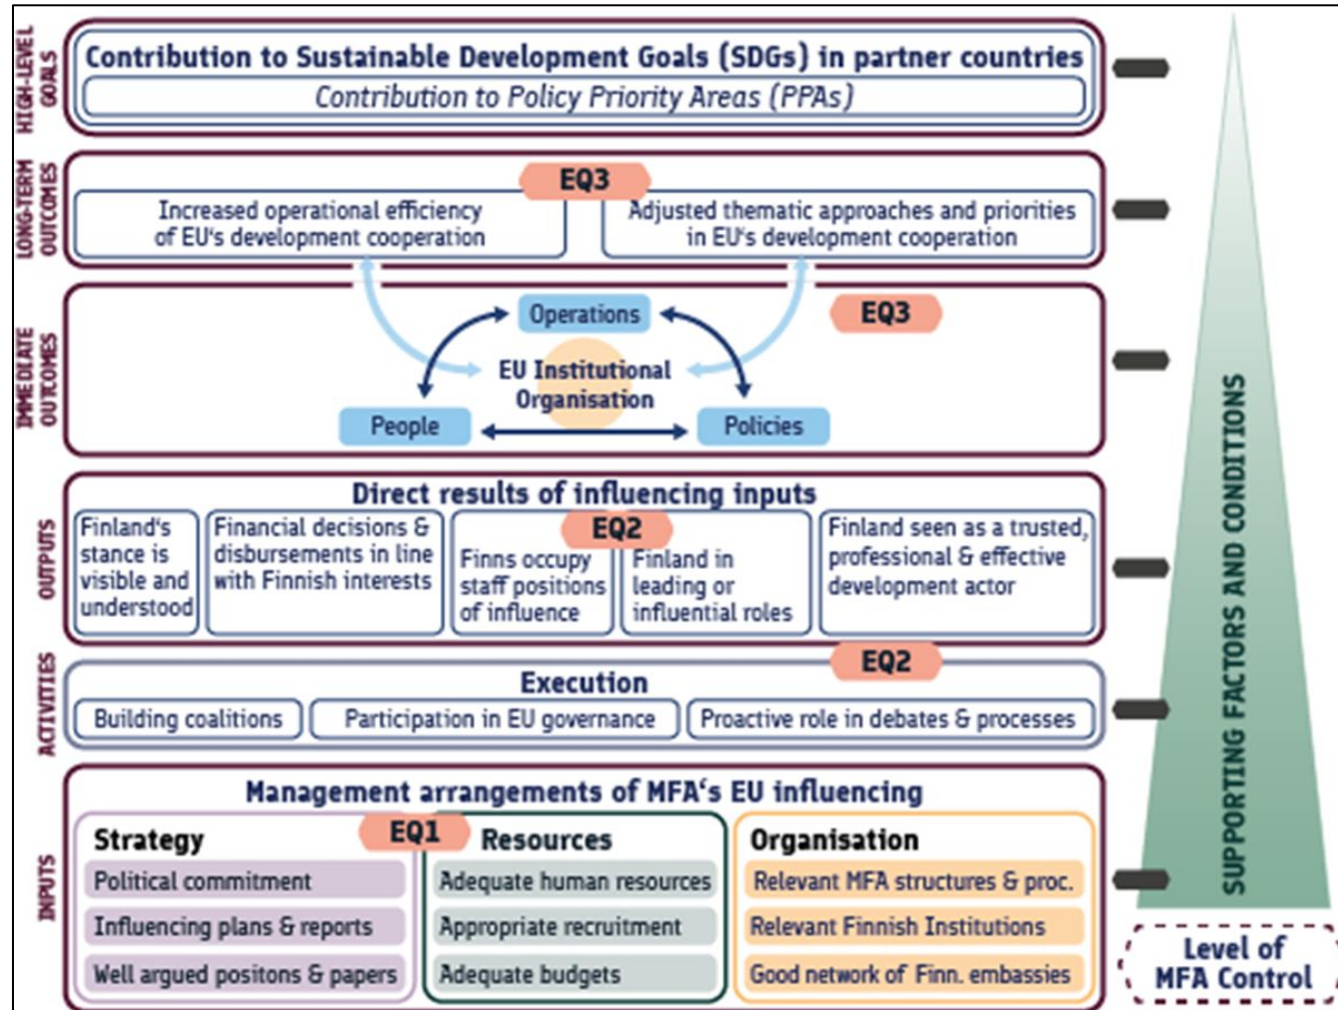 HIGH-LEVEL
GOALS
Contribution to Sustainable Development Goals (SDGs) in partner countries
Contribution to Policy Priority Areas (PPAs)
LONG-TERM
OUTCOMES
EQ3
Increased operational efficiency
of EU's development cooperation
Adjusted thematic approaches and priorities
in EU's development cooperation
IMMEDIATE
OUTCOMES
EQ3
Operations
EU Institutional
Organisation
People
Policies
OUTPUTS
Direct results of influencing inputs
EQ2
Finland's
stance is
visible and
understood
Financial decisions &
disbursements in line
with Finnish interests
Finns occupy
staff positions
of influence
Finland in
leading or
influential roles
Finland seen as a trusted,
professional & effective
development actor
ACTIVITIES
EQ2
Execution
Building coalitions
Participation in EU governance
Proactive role in debates & processes
INPUTS
Management arrangements of MFA's EU influencing
EQ1
Strategy
Political commitment
Influencing plans & reports
Well argued positons & papers
Resources
Adequate human resources
Appropriate recruitment
Adequate budgets
Organisation
Relevant MFA structures & proc.
Relevant Finnish Institutions
Good network of Finn. embassies
SUPPORTING FACTORS AND CONDITIONS
Level of
MFA Control